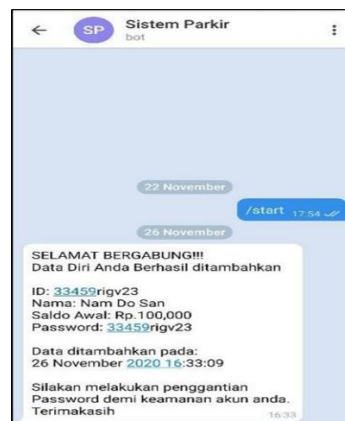 Sistem Parkir
SP
bot
22 November
/start 17:54
26 November
SELAMAT BERGABUNG!!!
Data Diri Anda Berhasil ditambahkan
ID: 33459rigv23
Nama: Nam Do San
Saldo Awal: Rp.100,000
Password: 33459rigv23
Data ditambahkan pada:
26 November 2020 16:33:09
Silakan melakukan penggantian
Password demi keamanan akun anda.
Terimakasih
16:33